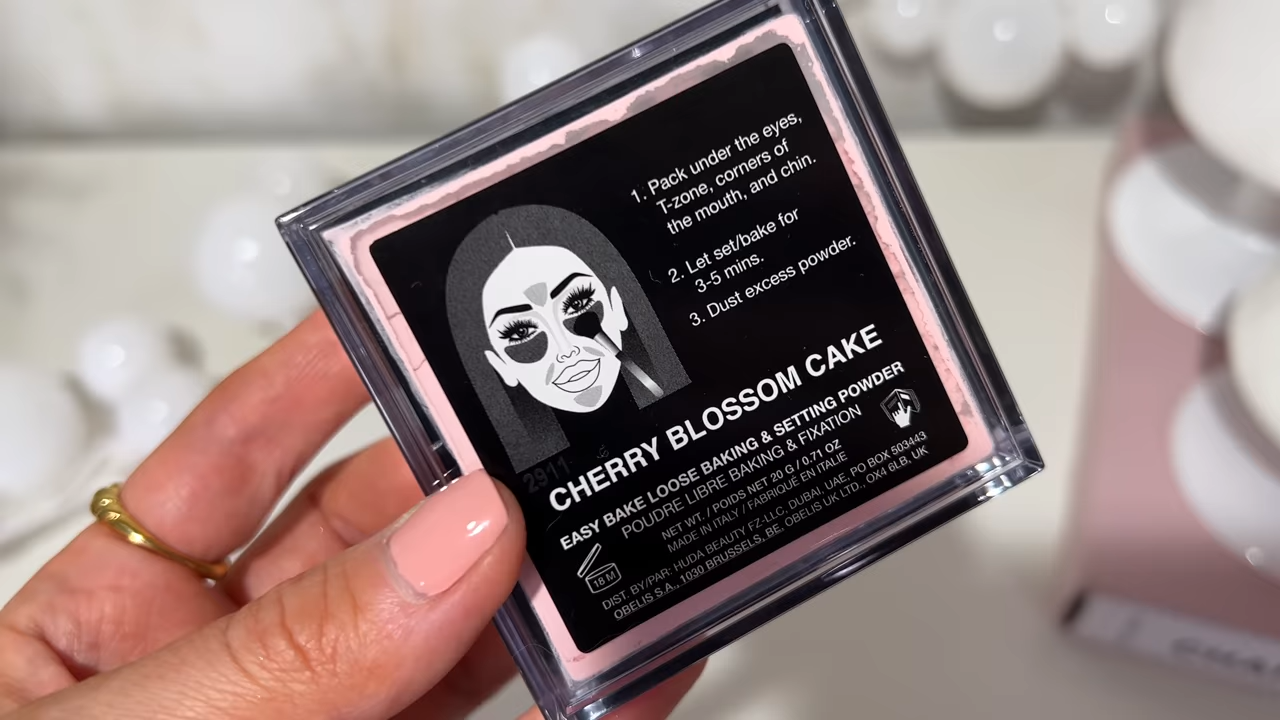 1. Pack under the eyes,
T-zone, corners of
the mouth, and chin.
2. Let set/bake for
3-5 mins.
3. Dust excess powder.
2911
CHERRY BLOSSOM CAKE
EASY BAKE LOOSE BAKING & SETTING POWDER
POUDRE LIBRE BAKING & FIXATION
NET WT. / POIDS NET 20 G / 0.71 OZ
MADE IN ITALY / FABRIQUÉ EN ITALIE
18 M
DIST. BY/PAR: HUDA BEAUTY FZ-LLC, DUBAI, UAE, PO BOX 503443
OBELIS S.A., 1030 BRUSSELS, BE. OBELIS UK LTD., OX4 6LB, UK